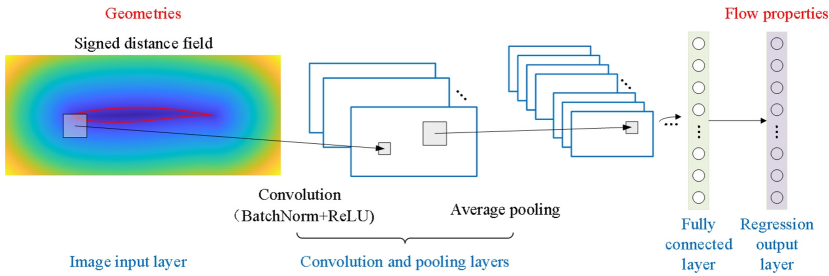 Geometries
Flow properties
Signed distance field
Convolution
(BatchNorm+ReLU)
Average pooling
Fully
connected
layer
Regression
output
layer
Image input layer
Convolution and pooling layers